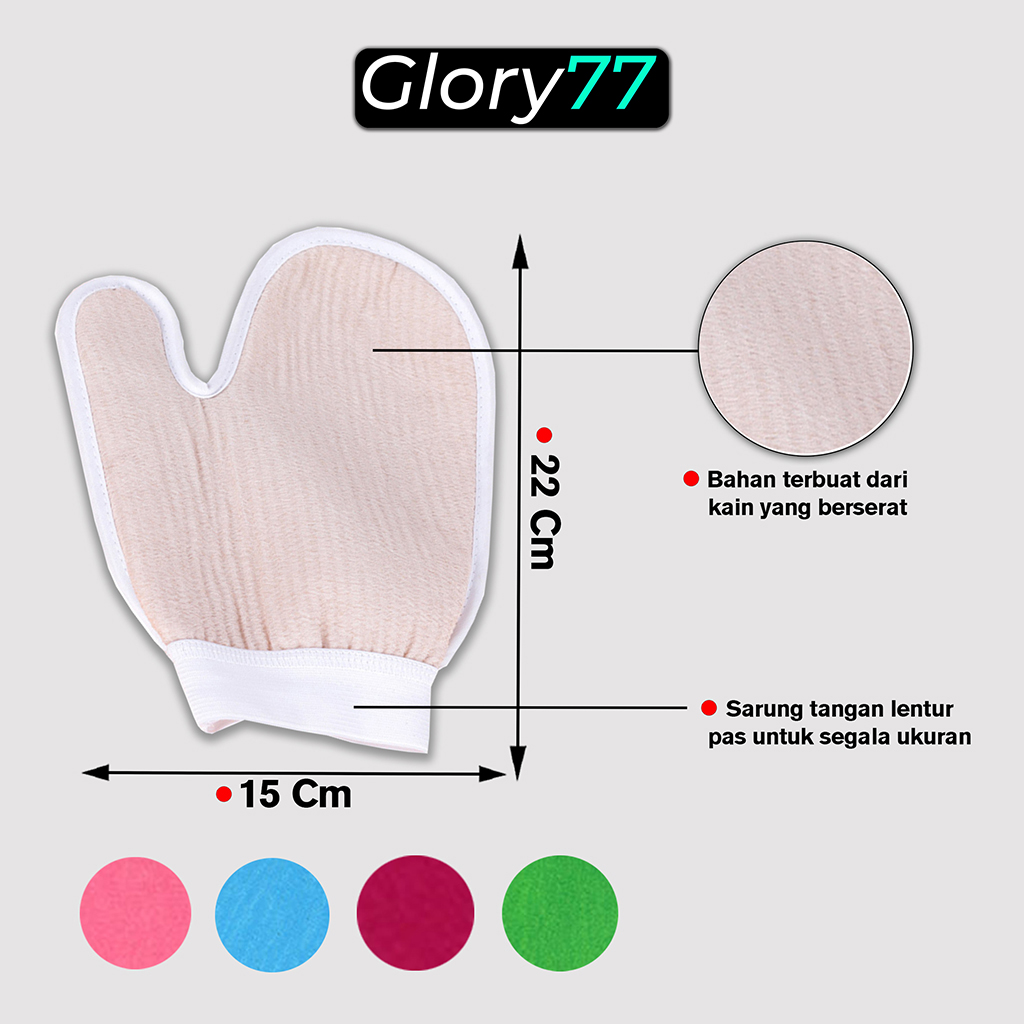 Glory77
22 Cm
Bahan terbuat dari
kain yang berserat
Sarung tangan lentur
pas untuk segala ukuran
15 Cm